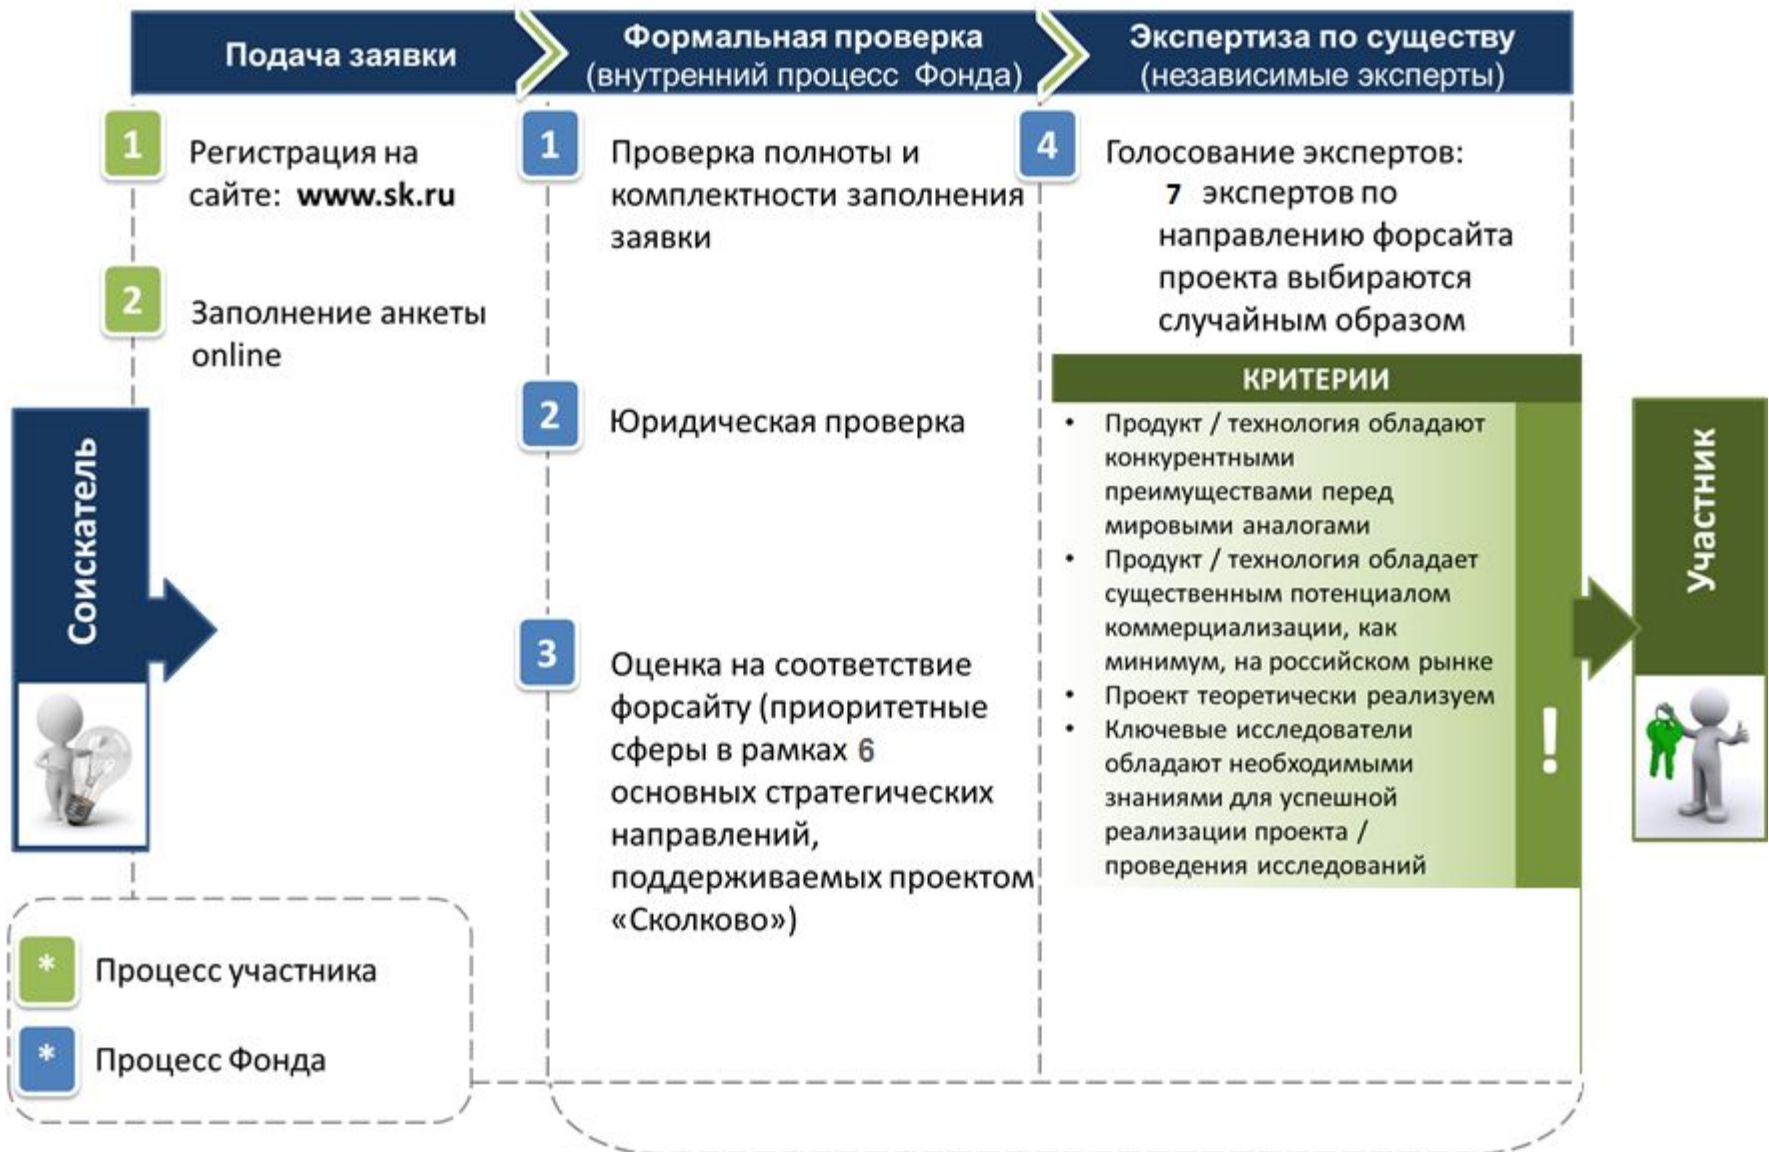 Подача заявки
Формальная проверка
(внутренний процесс Фонда)
Экспертиза по существу
(независимые эксперты)
Соискатель
1
Регистрация на
сайте: www.sk.ru
2
Заполнение анкеты
online
1
Проверка полноты и
комплектности заполнения
заявки
2
Юридическая проверка
3
Оценка на соответствие
форсайту (приоритетные
сферы в рамках 6
основных стратегических
направлений,
поддерживаемых проектом
«Сколково»)
4
Голосование экспертов:
7 экспертов по
направлению форсайта
проекта выбираются
случайным образом
КРИТЕРИИ
• Продукт / технология обладают
конкурентными
преимуществами перед
мировыми аналогами
• Продукт / технология обладает
существенным потенциалом
коммерциализации, как
минимум, на российском рынке
• Проект теоретически реализуем
• Ключевые исследователи
обладают необходимыми
знаниями для успешной
реализации проекта /
проведения исследований
!
Участник
* Процесс участника
* Процесс Фонда